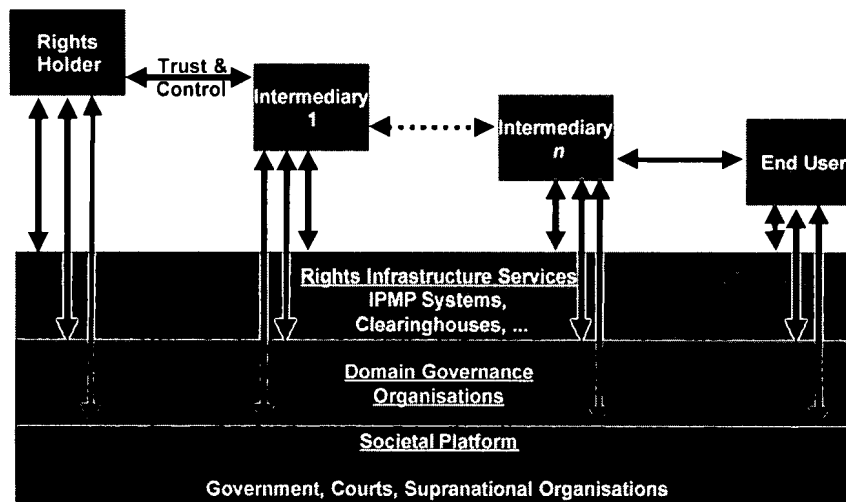 Rights
Holder
Trust &
Control
Intermediary
1
Intermediary
n
End User
Rights Infrastructure Services
IPMP Systems,
Clearinghouses, ...
Domain Governance
Organisations
Societal Platform
Government, Courts, Supranational Organisations